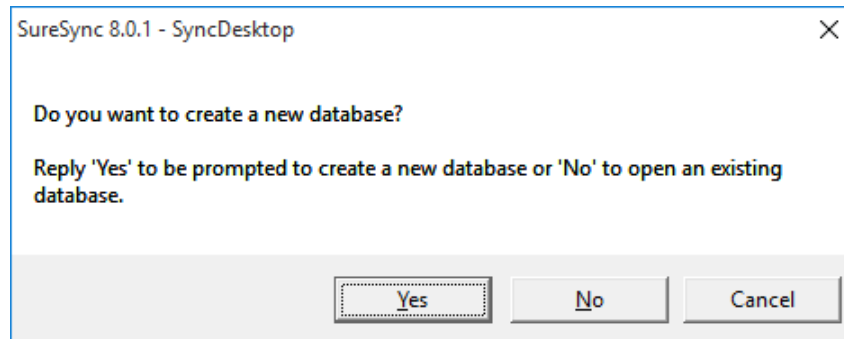 SureSync 8.0.1 - SyncDesktop
Do you want to create a new database?
Reply 'Yes' to be prompted to create a new database or 'No' to open an existing
database.
Yes
No
Cancel